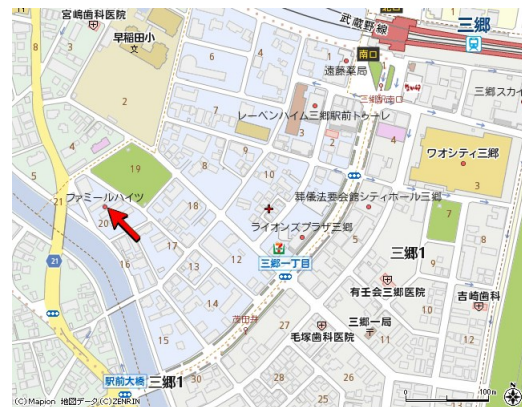 宮嶋歯科医院
武蔵野線
北口
三郷
早稲田小
文
南口
遠藤薬局
三郷駅南口
三郷スカイ
レーベンハイム三郷駅前トゥーレ
ワオシティ三郷
ファミールハイツ
葬儀法要会館シティホール三郷
ライオンズプラザ三郷
三郷1
三郷一丁目
有壬会三郷医院
吉崎歯科
三郷一局
毛塚歯科医院
駅前大橋
三郷1
100m
(C)Mapion 地図データ(C)ZENRIN